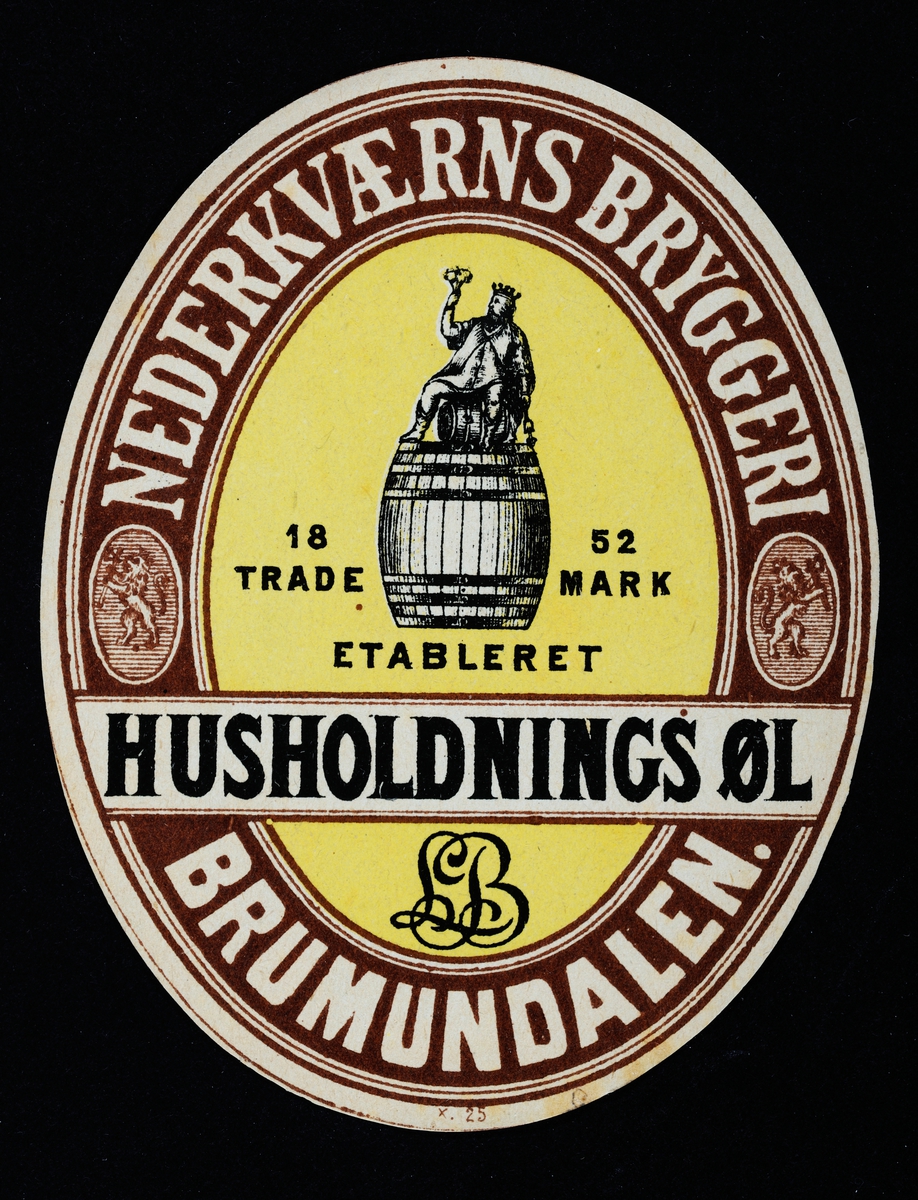 NEDERKVÆRNS BRYGGERI
18 52
TRADE MARK
ETABLERET
HUSHOLDNINGS ØL
LB
BRUMUNDALEN.
x. 25